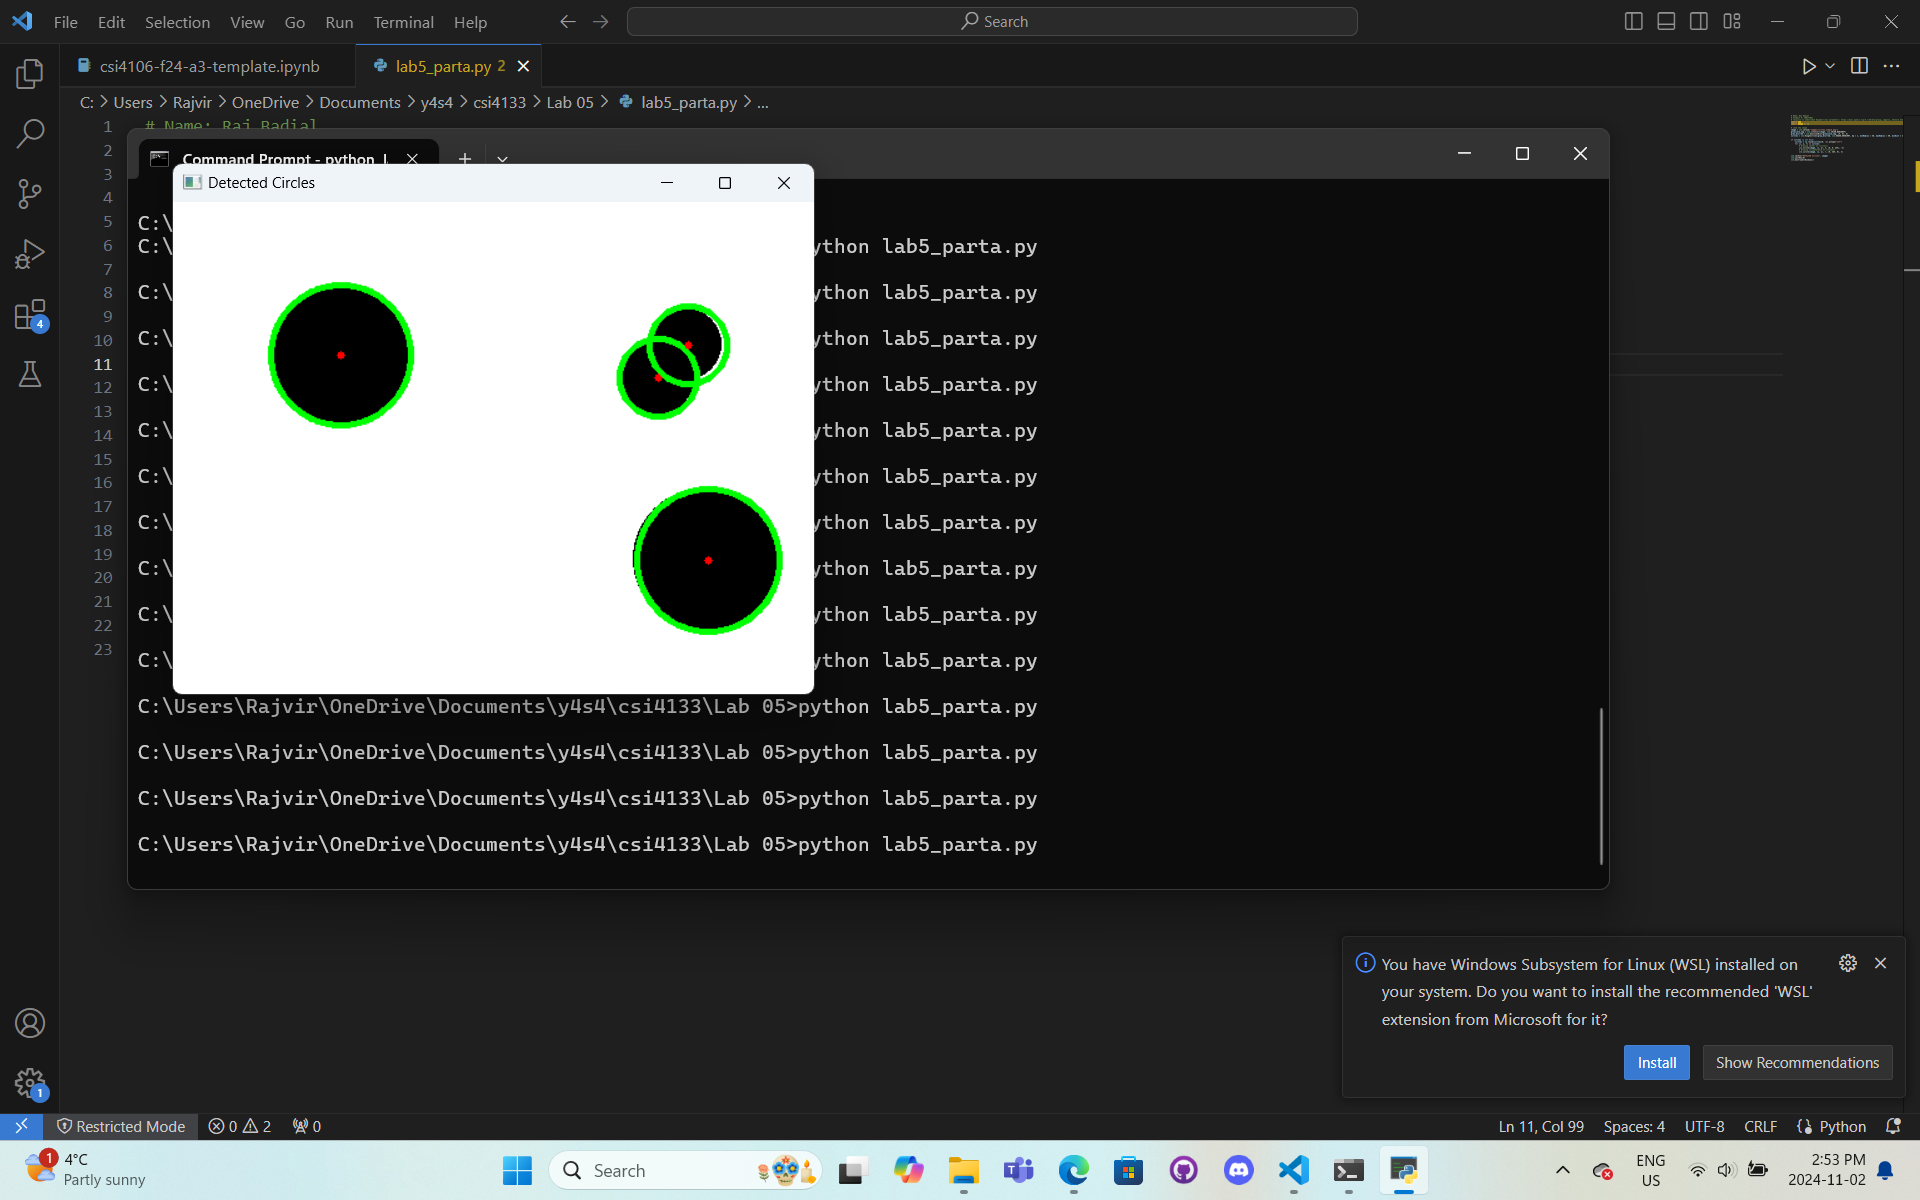 File Edit Selection View Go Run Terminal Help
Search
csi4106-f24-a3-template.ipynb
lab5_parta.py 2
C: > Users > Rajvir > OneDrive > Documents > y4s4 > csi4133 > Lab 05 > lab5_parta.py > ...
1 # Name: Raj Badial
2
3
4
5
6
7
8
9
10
11
12
13
14
15
16
17
18
19
20
21
22
23
Command Prompt - python
Detected Circles
C:\
C:\ ython lab5_parta.py
C:\ ython lab5_parta.py
C:\ ython lab5_parta.py
C:\ ython lab5_parta.py
C:\ ython lab5_parta.py
C:\ ython lab5_parta.py
C:\ ython lab5_parta.py
C:\ ython lab5_parta.py
C:\ ython lab5_parta.py
C:\ ython lab5_parta.py
C:\Users\Rajvir\OneDrive\Documents\y4s4\csi4133\Lab 05>python lab5_parta.py
C:\Users\Rajvir\OneDrive\Documents\y4s4\csi4133\Lab 05>python lab5_parta.py
C:\Users\Rajvir\OneDrive\Documents\y4s4\csi4133\Lab 05>python lab5_parta.py
C:\Users\Rajvir\OneDrive\Documents\y4s4\csi4133\Lab 05>python lab5_parta.py
You have Windows Subsystem for Linux (WSL) installed on
your system. Do you want to install the recommended 'WSL'
extension from Microsoft for it?
Install
Show Recommendations
4
1
Restricted Mode 0 2 0
Ln 11, Col 99 Spaces: 4 UTF-8 CRLF Python
1
4°C
Partly sunny
Search
ENG
US
2:53 PM
2024-11-02